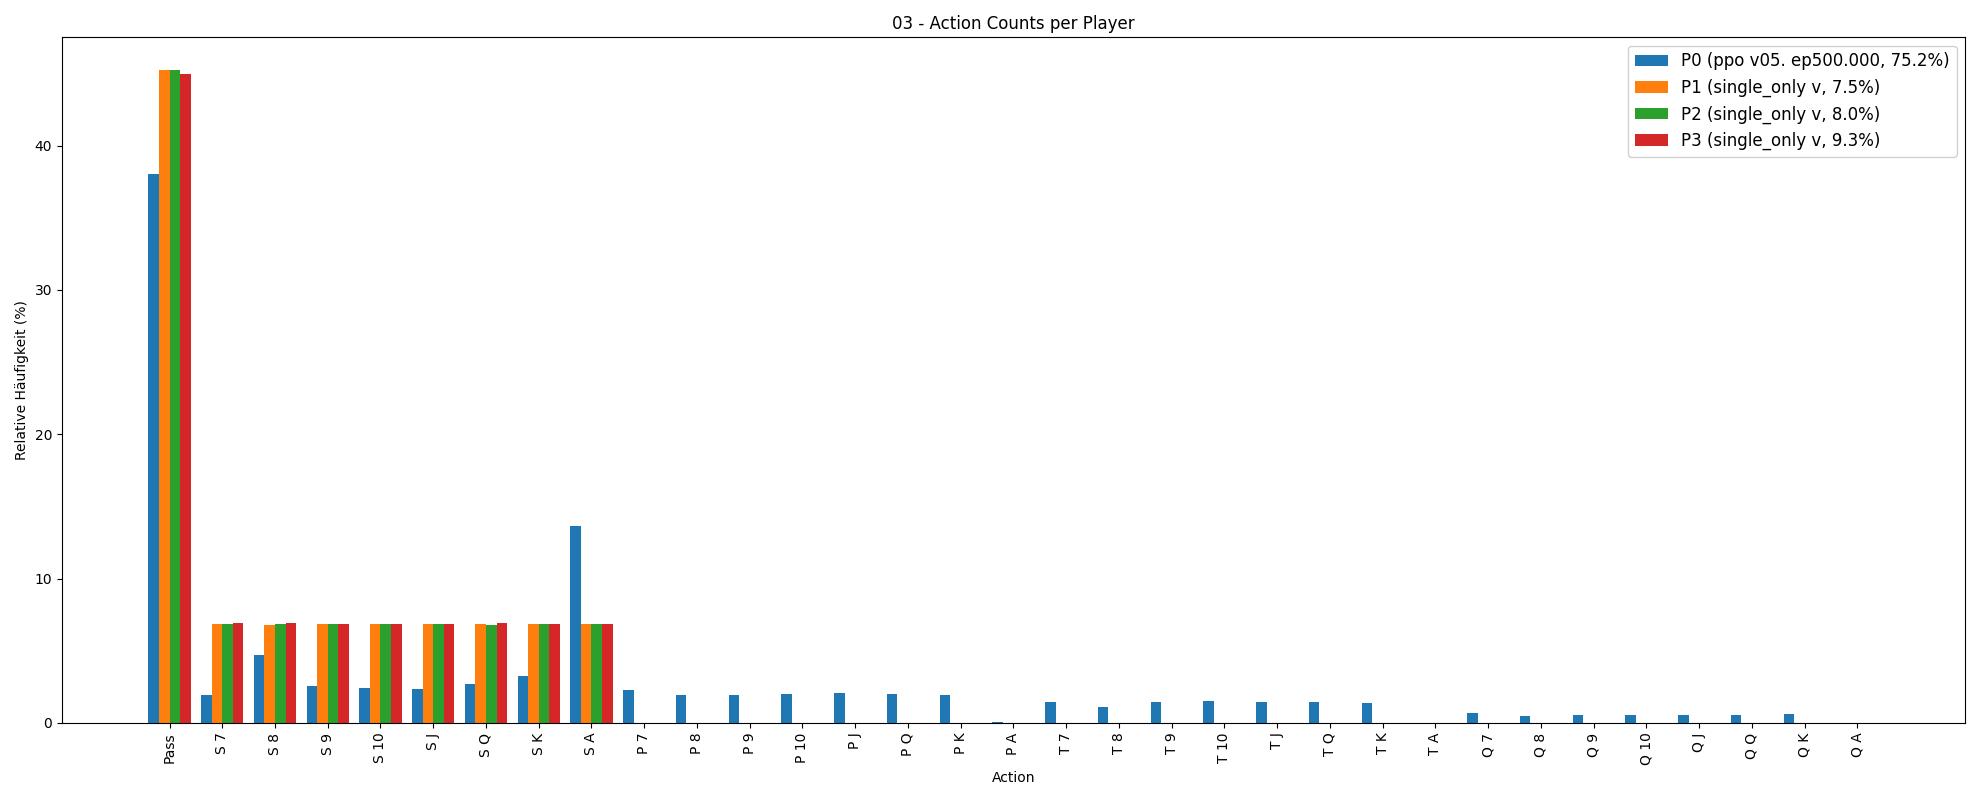 03 - Action Counts per Player
P0 (ppo v05. ep500.000, 75.2%)
P1 (single_only v, 7.5%)
P2 (single_only v, 8.0%)
P3 (single_only v, 9.3%)
Relative Häufigkeit (%)
40
30
20
10
0
Pass
S 7
S 8
S 9
S 10
S J
S Q
S K
S A
P 7
P 8
P 9
P 10
P J
P Q
P K
P A
T 7
T 8
T 9
T 10
T J
T Q
T K
T A
Q 7
Q 8
Q 9
Q 10
Q J
Q Q
Q K
Q A
Action